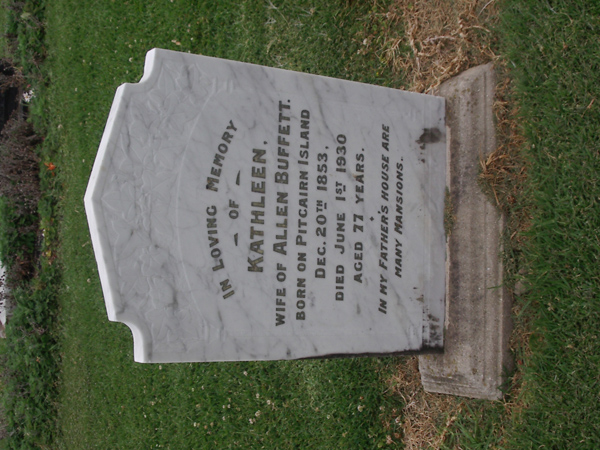 IN LOVING MEMORY
– OF –
KATHLEEN,
WIFE OF ALLEN BUFFETT.
BORN ON PITCAIRN ISLAND
DEC. 20TH 1853,
DIED JUNE 1ST 1930
AGED 77 YEARS.
IN MY FATHER'S HOUSE ARE
MANY MANSIONS.